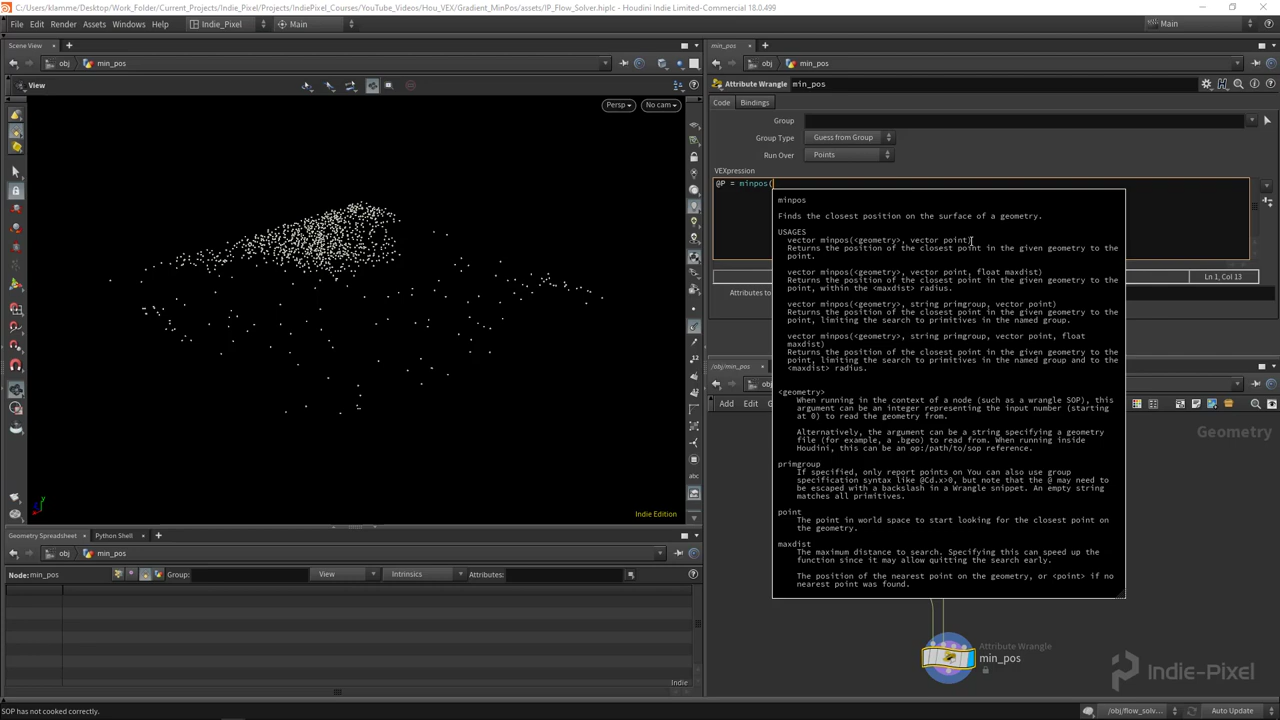 C:\Users\klamme\Desktop\Work_Folder\Current_Projects\Indie_Pixel\Projects\IndiePixel_Courses\YouTube_Videos\Hou_VEX\Gradient_MinPos\assets\IP_Flow_Solver.hiplc - Houdini Indie Limited-Commercial 18.0.499
File Edit Render Assets Windows Help Indie_Pixel Main Main
Scene View
obj min_pos
View
Persp No cam
abc
Indie Edition
Geometry Spreadsheet Python Shell
obj min_pos
Node: min_pos Group: View Intrinsics Attributes:
Indie
SOP has not cooked correctly.
min_pos
obj min_pos
Attribute Wrangle min_pos
Code Bindings
Group
Group Type Guess from Group
Run Over Points
VEXpression
@P = minpos(
Ln 1, Col 13
Attributes to
minpos
Finds the closest position on the surface of a geometry.
USAGES
vector minpos(<geometry>, vector point)
Returns the position of the closest point in the given geometry to the
point.
vector minpos(<geometry>, vector point, float maxdist)
Returns the position of the closest point in the given geometry to the
point, within the <maxdist> radius.
vector minpos(<geometry>, string primgroup, vector point)
Returns the position of the closest point in the given geometry to the
point, limiting the search to primitives in the named group.
vector minpos(<geometry>, string primgroup, vector point, float
maxdist)
Returns the position of the closest point in the given geometry to the
point, limiting the search to primitives in the named group and to the
<maxdist> radius.
<geometry>
When running in the context of a node (such as a wrangle SOP), this
argument can be an integer representing the input number (starting
at 0) to read the geometry from.
Alternatively, the argument can be a string specifying a geometry
file (for example, a .bgeo) to read from. When running inside
Houdini, this can be an op:/path/to/sop reference.
primgroup
If specified, only report points on You can also use group
specification syntax like @Cd.x>0, but note that the @ may need to
be escaped with a backslash in a Wrangle snippet. An empty string
matches all primitives.
point
The point in world space to start looking for the closest point on
the geometry.
maxdist
The maximum distance to search. Specifying this can speed up the
function since it may allow quitting the search early.
The position of the nearest point on the geometry, or <point> if no
nearest point was found.
/obj/min_pos
Add Edit
Geometry
Attribute Wrangle
min_pos
Indie-Pixel
/obj/flow_solv... Auto Update